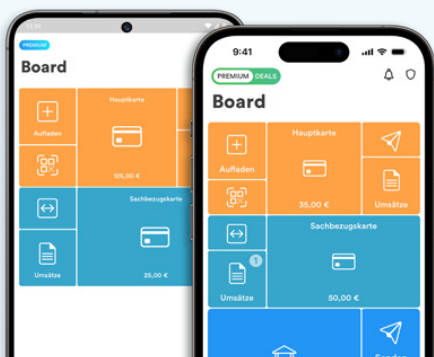 PREMIUM
Board
Hauptkarte
Aufladen
105,00 €
Sachbezugskarte
Umsätze
25,00 €
9:41
PREMIUM DEALS
Board
Hauptkarte
Aufladen
35,00 €
Umsätze
Sachbezugskarte
1
Umsätze
50,00 €
Senden